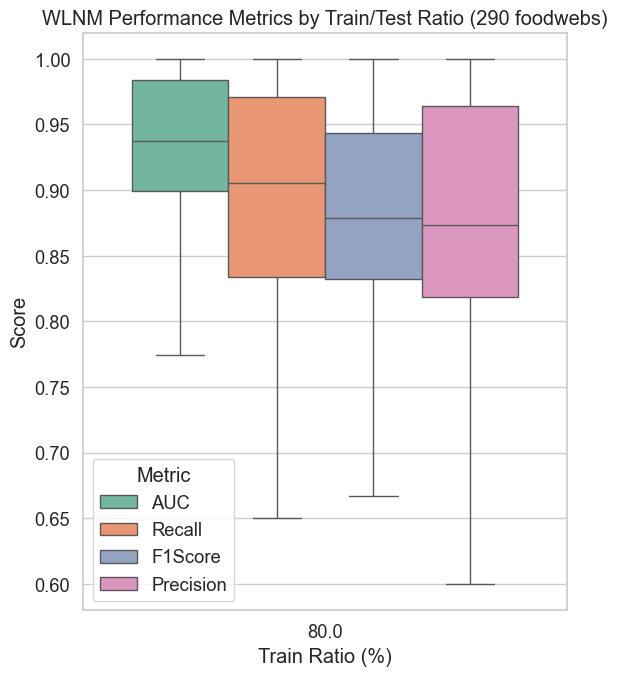 WLNM Performance Metrics by Train/Test Ratio (290 foodwebs)
1.00
0.95
0.90
0.85
0.80
0.75
0.70
0.65
0.60
Score
Metric
AUC
Recall
F1Score
Precision
80.0
Train Ratio (%)